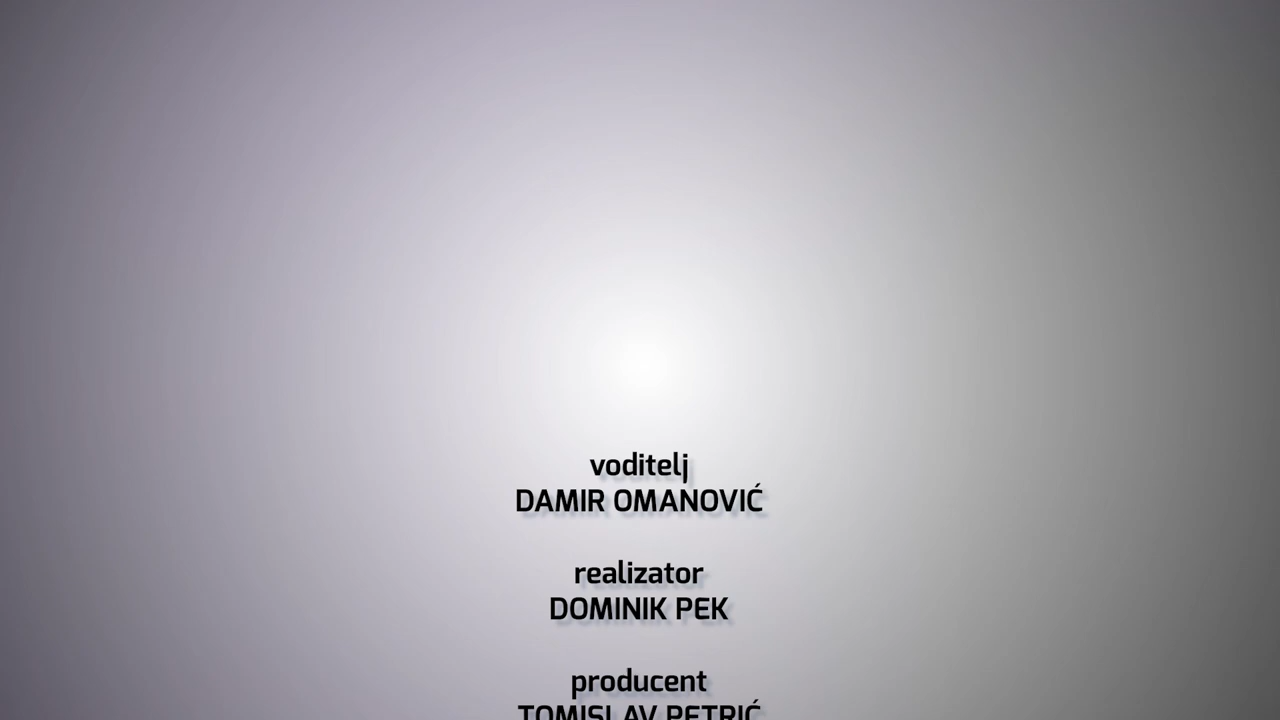 voditelj
DAMIR OMANOVIĆ
realizator
DOMINIK PEK
producent
TOMISLAV PETRIĆ